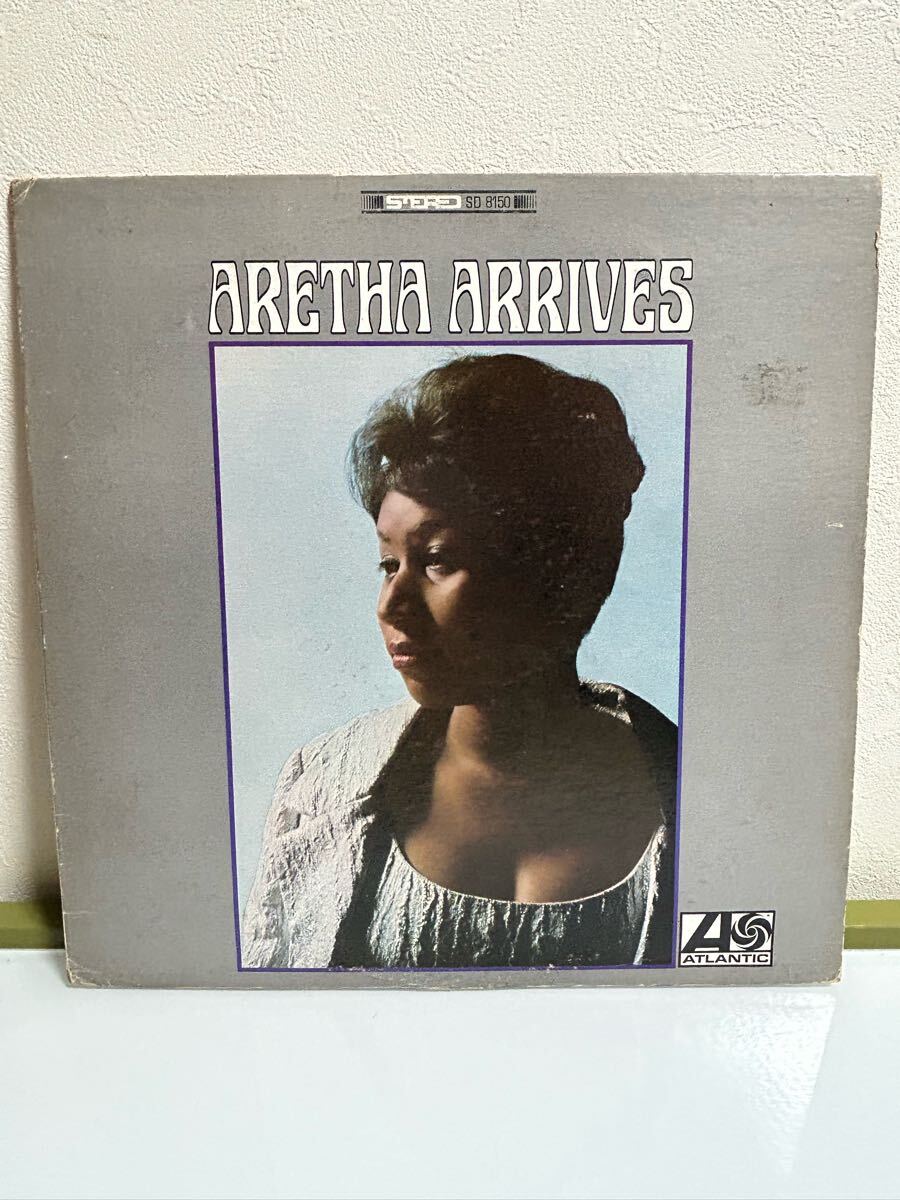 STEREO SD 8150
ARETHA ARRIVES
ATLANTIC